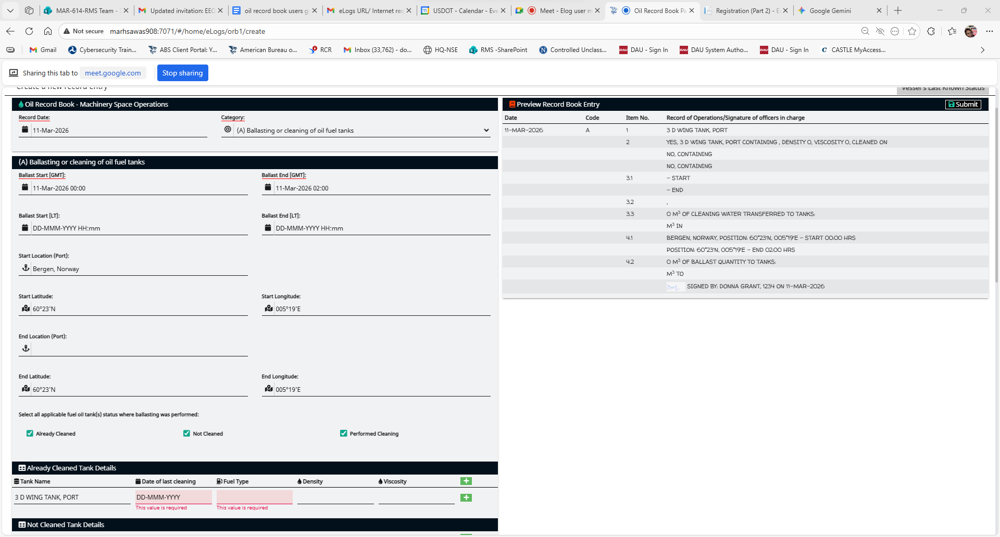 MAR-614-RMS Team -
Updated invitation: EEO
oil record book users g
eLogs URL/ Internet rec
USDOT - Calendar - Eve
Meet - Elog user m
Oil Record Book Pa
Registration (Part 2) - E
Google Gemini
Not secure marhsawas908:7071/#/home/eLogs/orb1/create
Gmail
Cybersecurity Train...
ABS Client Portal: Y...
American Bureau o...
RCR
Inbox (33,762) - do...
HQ-NSE
RMS -SharePoint
Controlled Unclass...
DAU - Sign In
DAU System Autho...
DAU - Sign In
CASTLE MyAccess...
Sharing this tab to meet.google.com Stop sharing
Create a new record entry
Vessel's Last Known Status
Oil Record Book - Machinery Space Operations
Record Date:
Category:
11-Mar-2026
(A) Ballasting or cleaning of oil fuel tanks
(A) Ballasting or cleaning of oil fuel tanks
Ballast Start [GMT]:
Ballast End [GMT]:
11-Mar-2026 00:00
11-Mar-2026 02:00
Ballast Start [LT]:
Ballast End [LT]:
DD-MMM-YYYY HH:mm
DD-MMM-YYYY HH:mm
Start Location (Port):
Bergen, Norway
Start Latitude:
Start Longitude:
60°23'N
005°19'E
End Location (Port):
End Latitude:
End Longitude:
60°23'N
005°19'E
Select all applicable fuel oil tank(s) status where ballasting was performed:
Already Cleaned
Not Cleaned
Performed Cleaning
Already Cleaned Tank Details
Tank Name Date of last cleaning Fuel Type Density Viscosity
3 D WING TANK, PORT DD-MMM-YYYY
This value is required This value is required
Not Cleaned Tank Details
Preview Record Book Entry Submit
Date Code Item No. Record of Operations/Signature of officers in charge
11-MAR-2026 A 1 3 D WING TANK, PORT
2 YES, 3 D WING TANK, PORT CONTAINING , DENSITY 0, VISCOSITY 0, CLEANED ON
NO, CONTAINING
NO, CONTAINING
3.1 - START
- END
3.2 ,
3.3 0 M³ OF CLEANING WATER TRANSFERRED TO TANKS:
M³ IN
4.1 BERGEN, NORWAY, POSITION: 60°23'N, 005°19'E - START 00:00 HRS
POSITION: 60°23'N, 005°19'E - END 02:00 HRS
4.2 0 M³ OF BALLAST QUANTITY TO TANKS:
M³ TO
SIGNED BY: DONNA GRANT, 1234 ON 11-MAR-2026